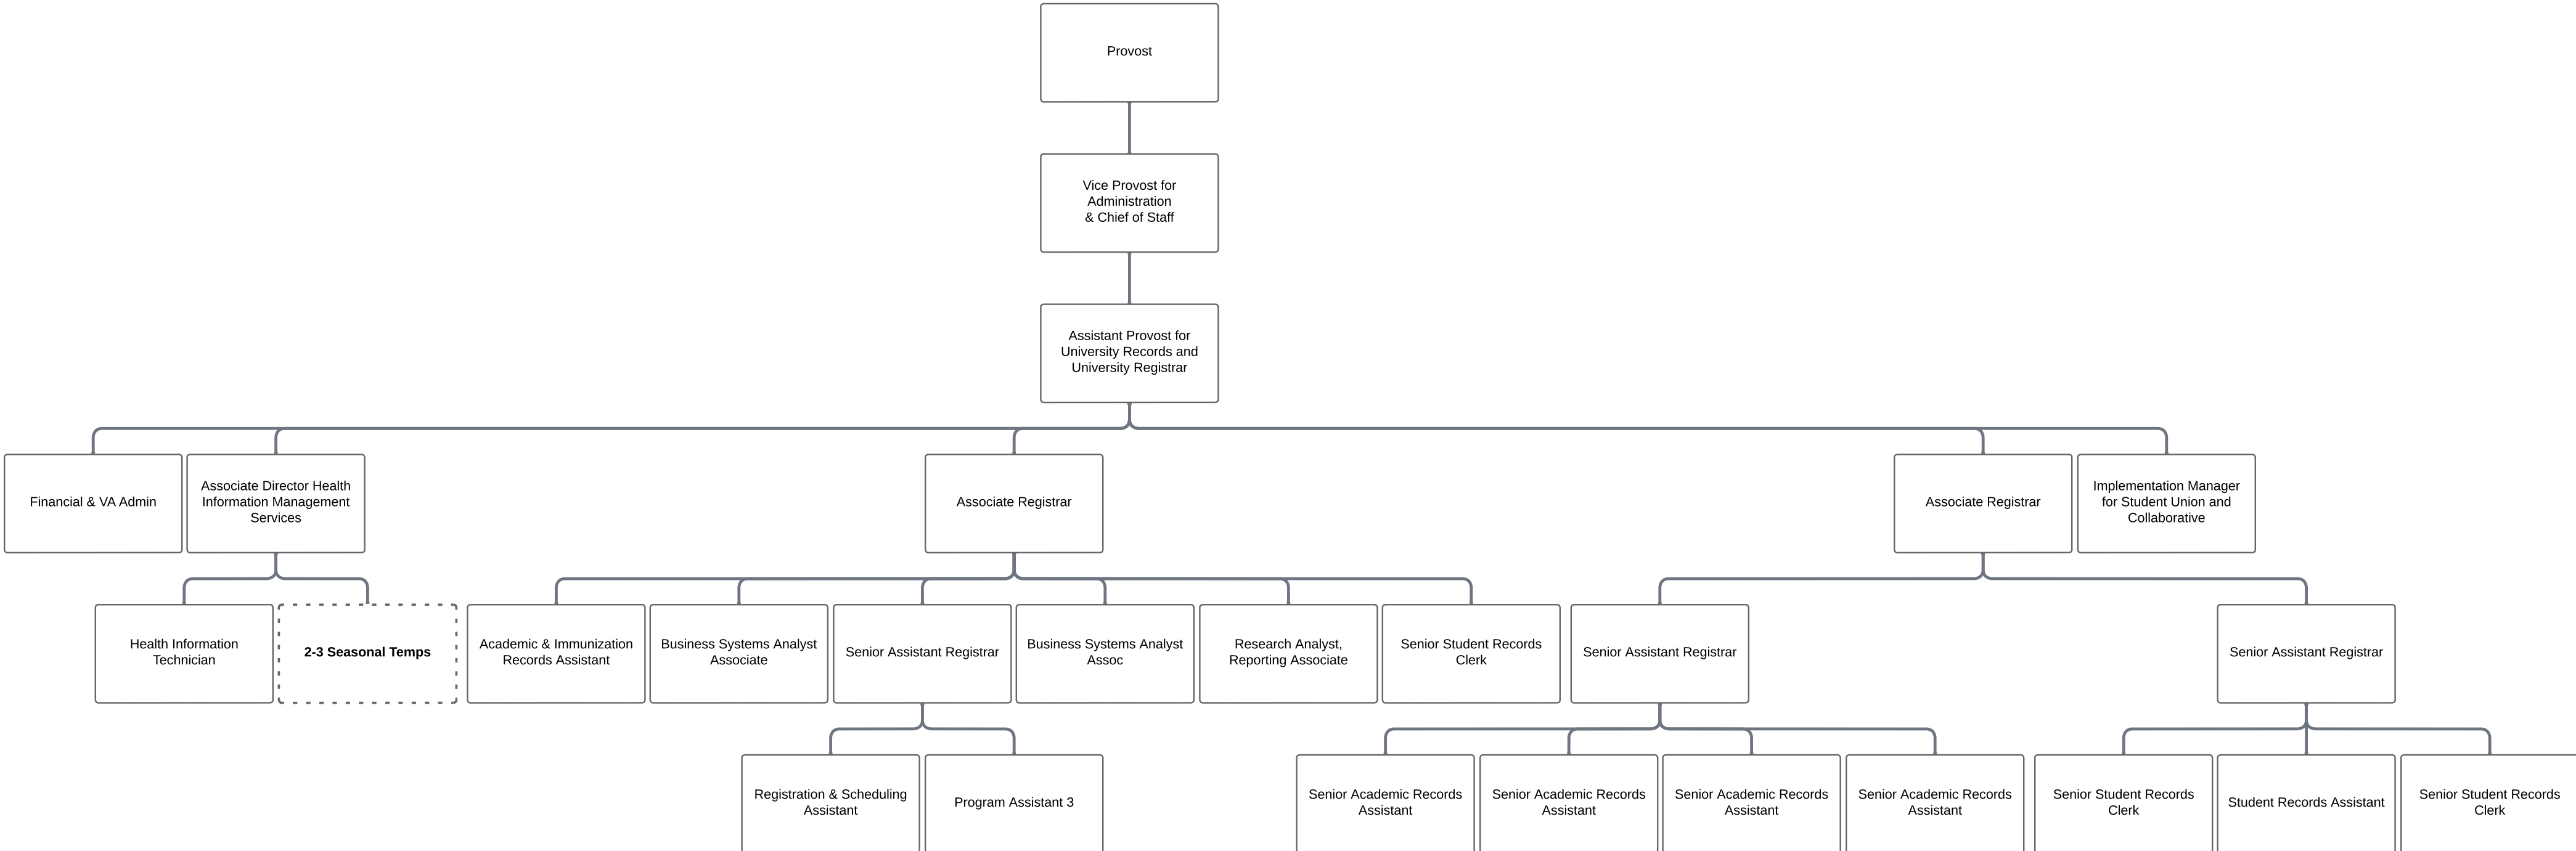 Provost
Vice Provost for
Administration
& Chief of Staff
Assistant Provost for
University Records and
University Registrar
Financial & VA Admin
Associate Director Health
Information Management
Services
Associate Registrar
Associate Registrar
Implementation Manager
for Student Union and
Collaborative
Health Information
Technician
2-3 Seasonal Temps
Academic & Immunization
Records Assistant
Business Systems Analyst
Associate
Senior Assistant Registrar
Business Systems Analyst
Assoc
Research Analyst,
Reporting Associate
Senior Student Records
Clerk
Senior Assistant Registrar
Senior Assistant Registrar
Registration & Scheduling
Assistant
Program Assistant 3
Senior Academic Records
Assistant
Senior Academic Records
Assistant
Senior Academic Records
Assistant
Senior Academic Records
Assistant
Senior Student Records
Clerk
Student Records Assistant
Senior Student Records
Clerk